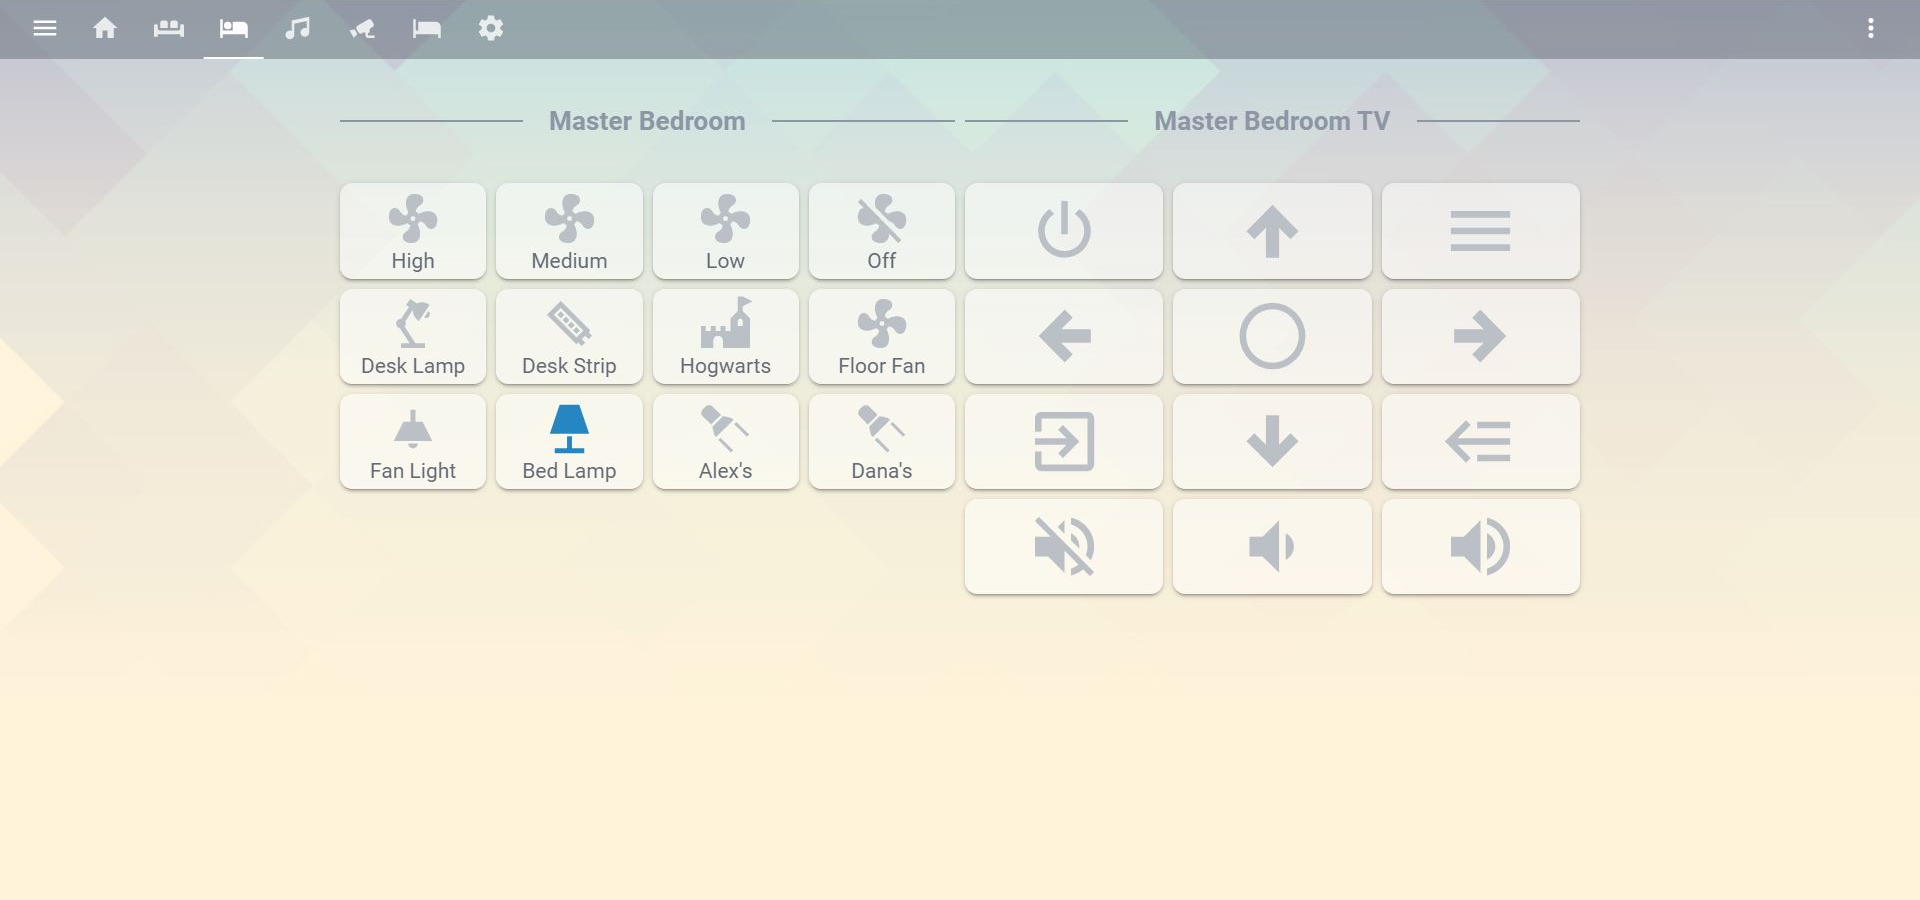 Master Bedroom
Master Bedroom TV
High
Medium
Low
Off
Desk Lamp
Desk Strip
Hogwarts
Floor Fan
Fan Light
Bed Lamp
Alex's
Dana's